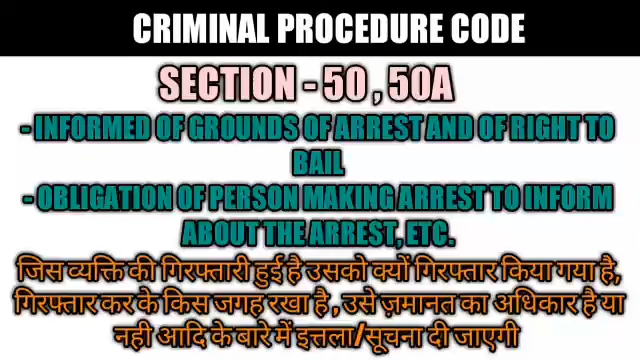 CRIMINAL PROCEDURE CODE
SECTION - 50 , 50A
- INFORMED OF GROUNDS OF ARREST AND OF RIGHT TO
BAIL
- OBLIGATION OF PERSON MAKING ARREST TO INFORM
ABOUT THE ARREST, ETC.
जिस व्यक्ति की गिरफ्तारी हुई है उसको क्यों गिरफ्तार किया गया है,
गिरफ्तार कर के किस जगह रखा है , उसे ज़मानत का अधिकार है या
नही आदि के बारे में इत्तला/सूचना दी जाएगी